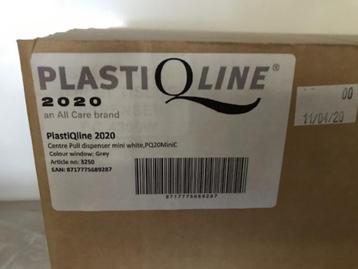 PLASTIQLINE®
2020
an All Care brand
PlastiQline 2020
Centre Pull dispenser mini white,PQ20MiniC
Colour window: Grey
Article no: 3250
EAN: 8717775689287
8717775689287
00
11/04/20